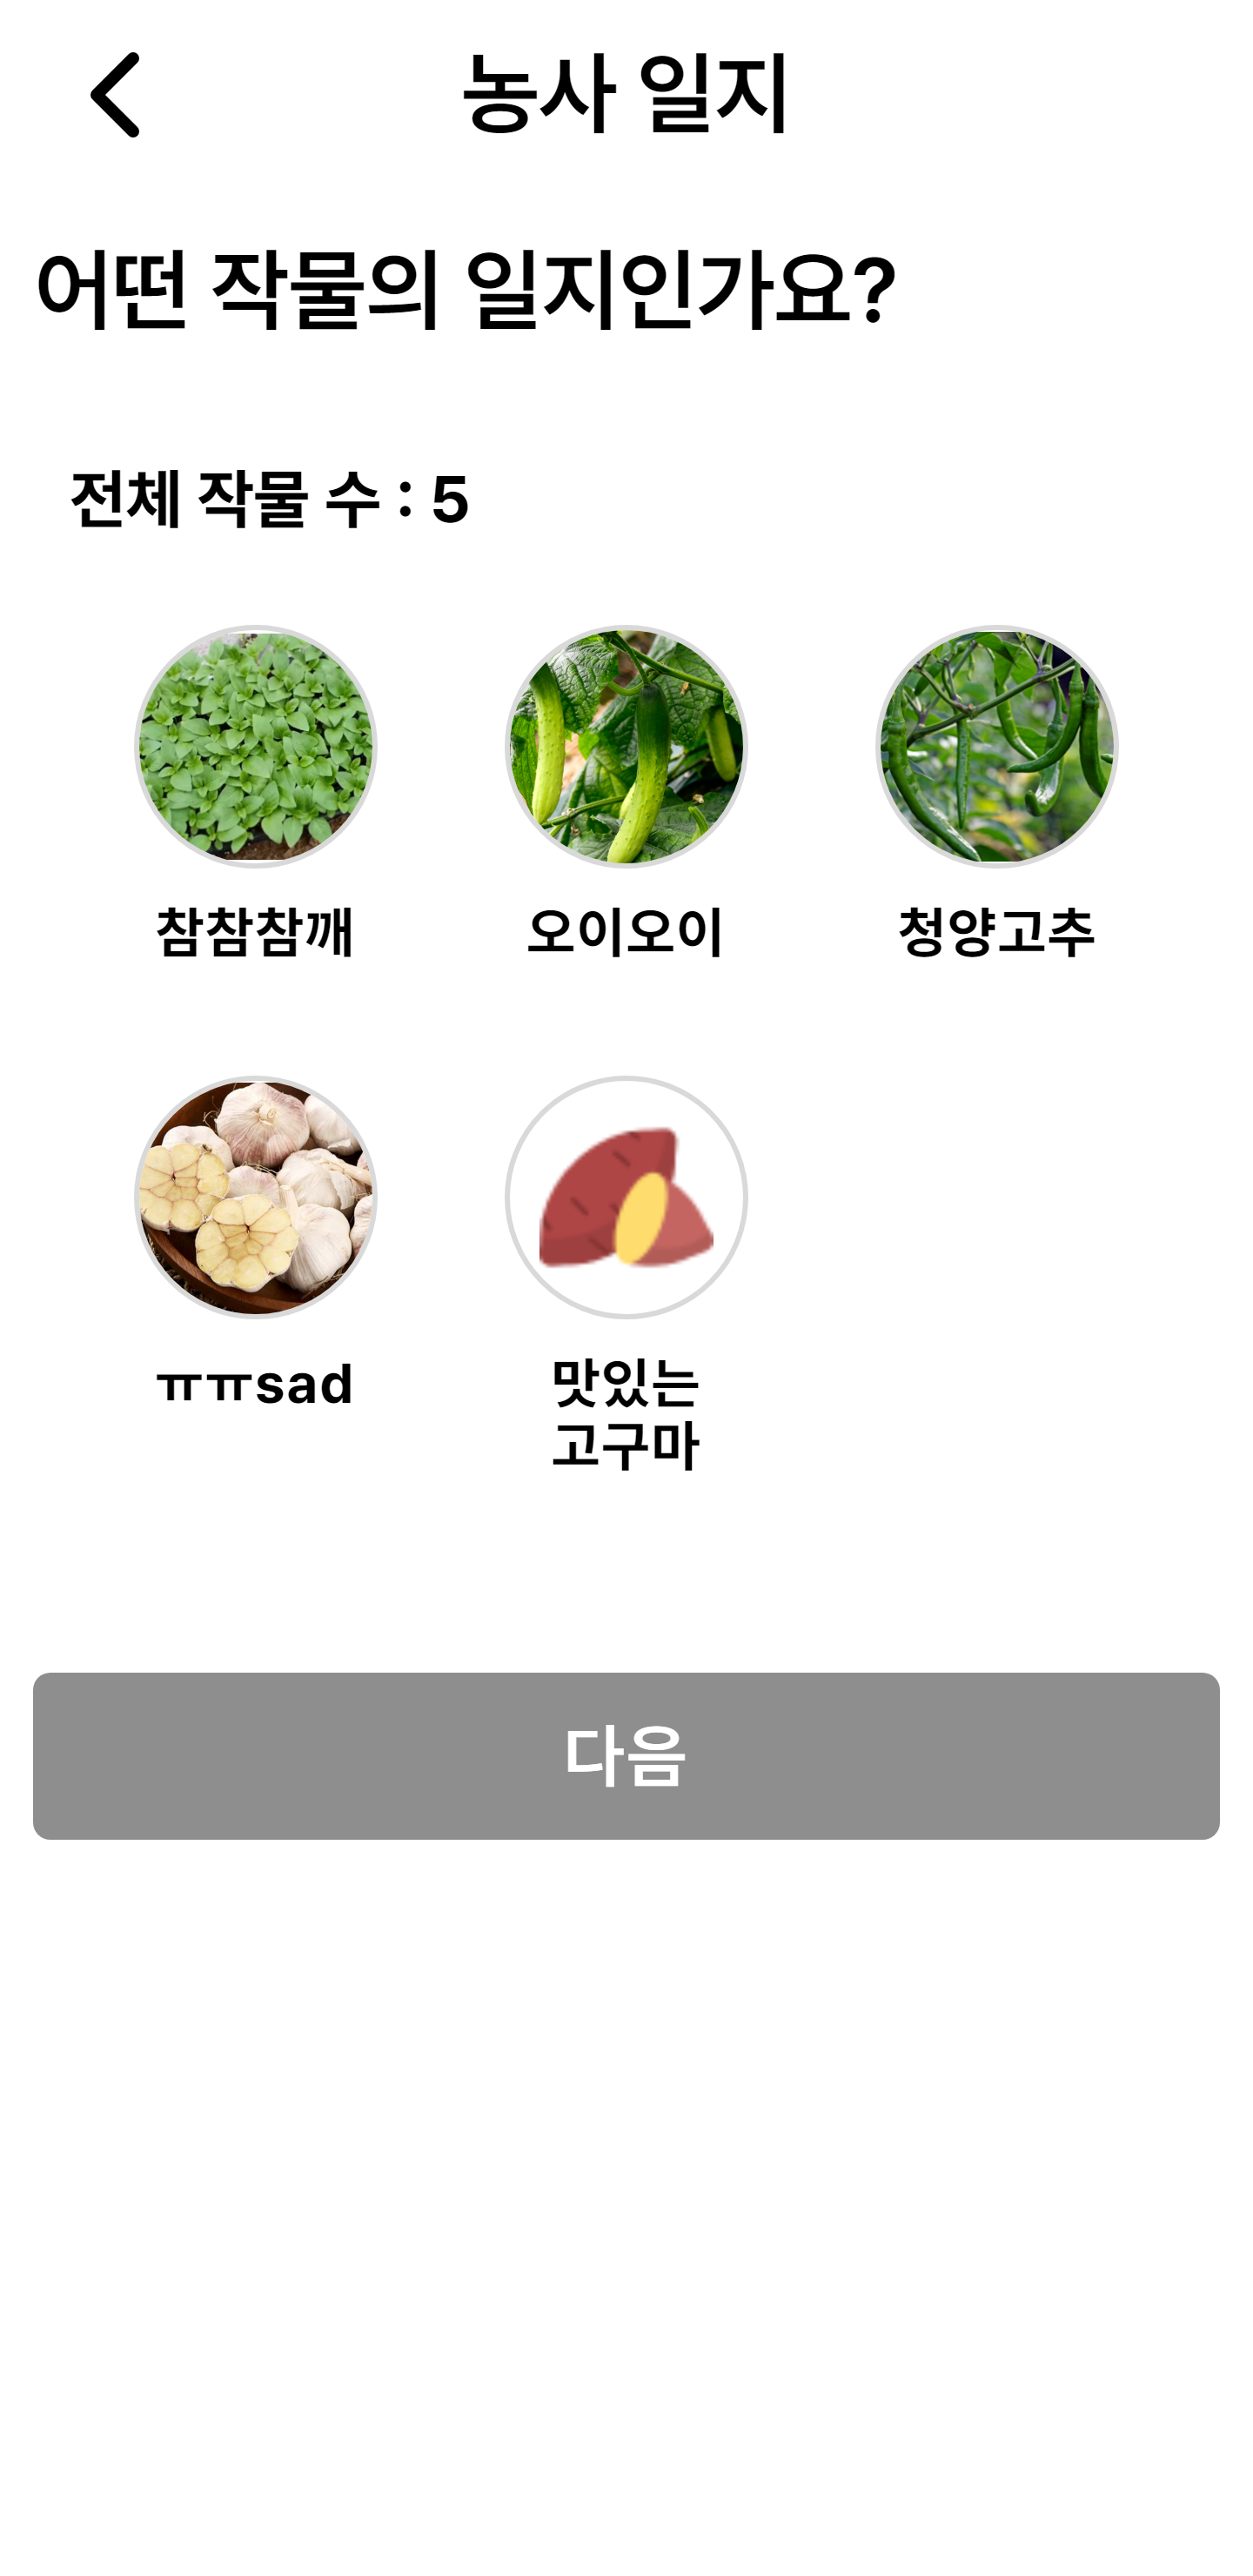 농사 일지
어떤 작물의 일지인가요?
전체 작물 수 : 5
참참참깨
오이오이
청양고추
ㅠㅠsad
맛있는
고구마
다음